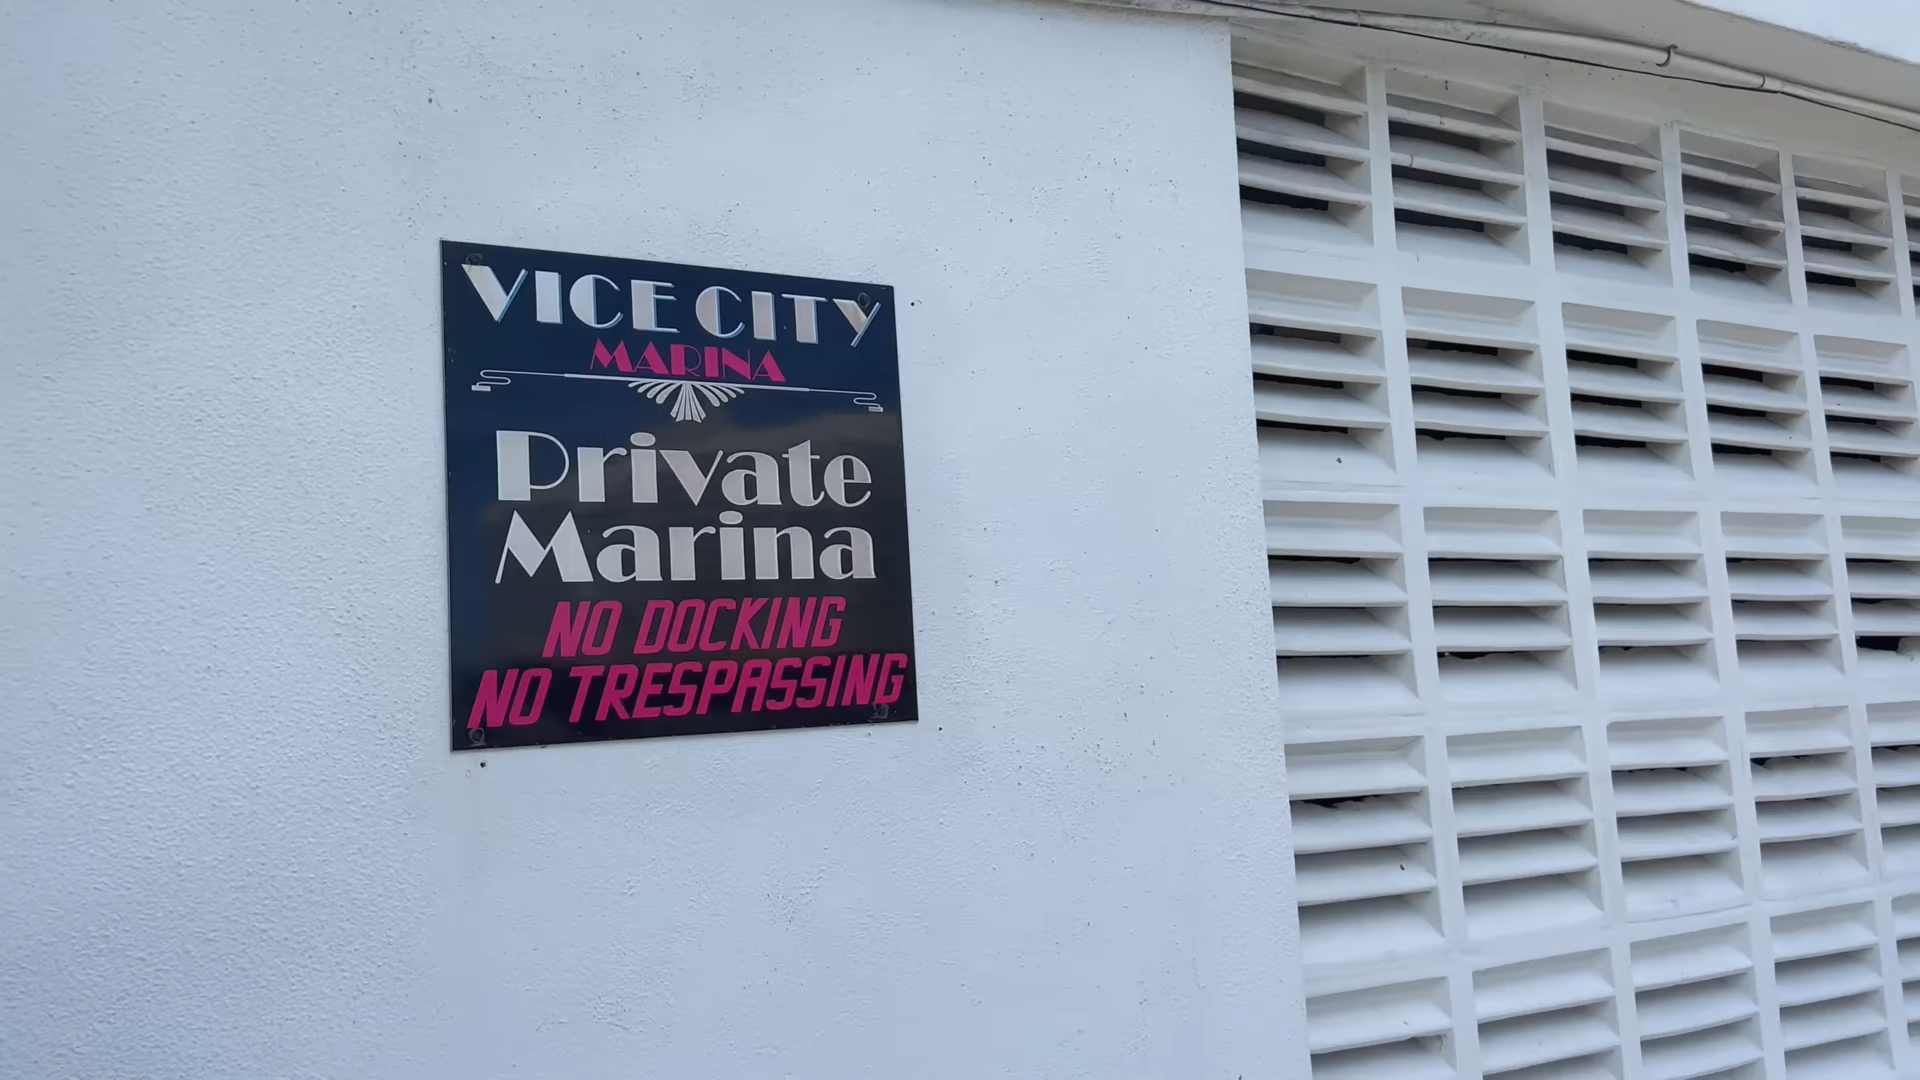 VICE CITY
MARINA
Private
Marina
NO DOCKING
NO TRESPASSING